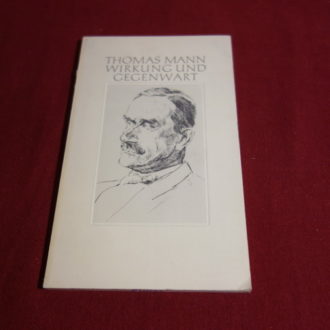 THOMAS MANN
WIRKUNG UND
GEGENWART